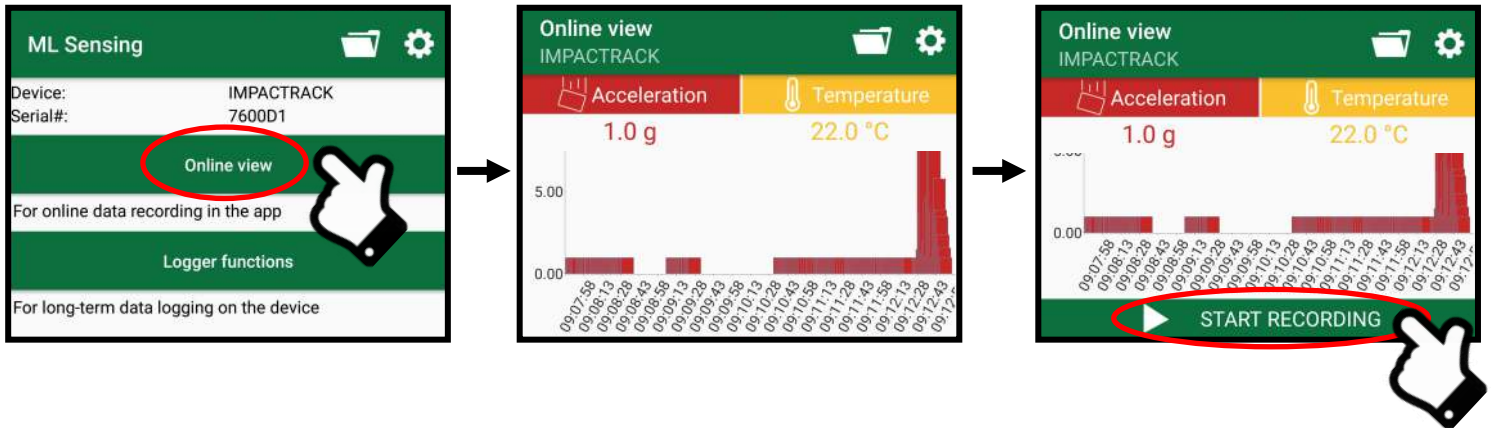 ML Sensing
Device: IMPACTRACK
Serial#: 7600D1
Online view
For online data recording in the app
Logger functions
For long-term data logging on the device
Online view
IMPACTRACK
Acceleration Temperature
1.0 g 22.0 °C
5.00
0.00
09:07:58 09:08:13 09:08:28 09:08:43 09:08:58 09:09:13 09:09:28 09:09:43 09:09:58 09:10:13 09:10:28 09:10:43 09:10:58 09:11:13 09:11:28 09:11:43 09:11:58 09:12:13 09:12:28 09:12:43
Online view
IMPACTRACK
Acceleration Temperature
1.0 g 22.0 °C
0.00
09:07:58 09:08:13 09:08:28 09:08:43 09:08:58 09:09:13 09:09:28 09:09:43 09:09:58 09:10:13 09:10:28 09:10:43 09:10:58 09:11:13 09:11:28 09:11:43 09:11:58 09:12:13 09:12:28 09:12:43
START RECORDING